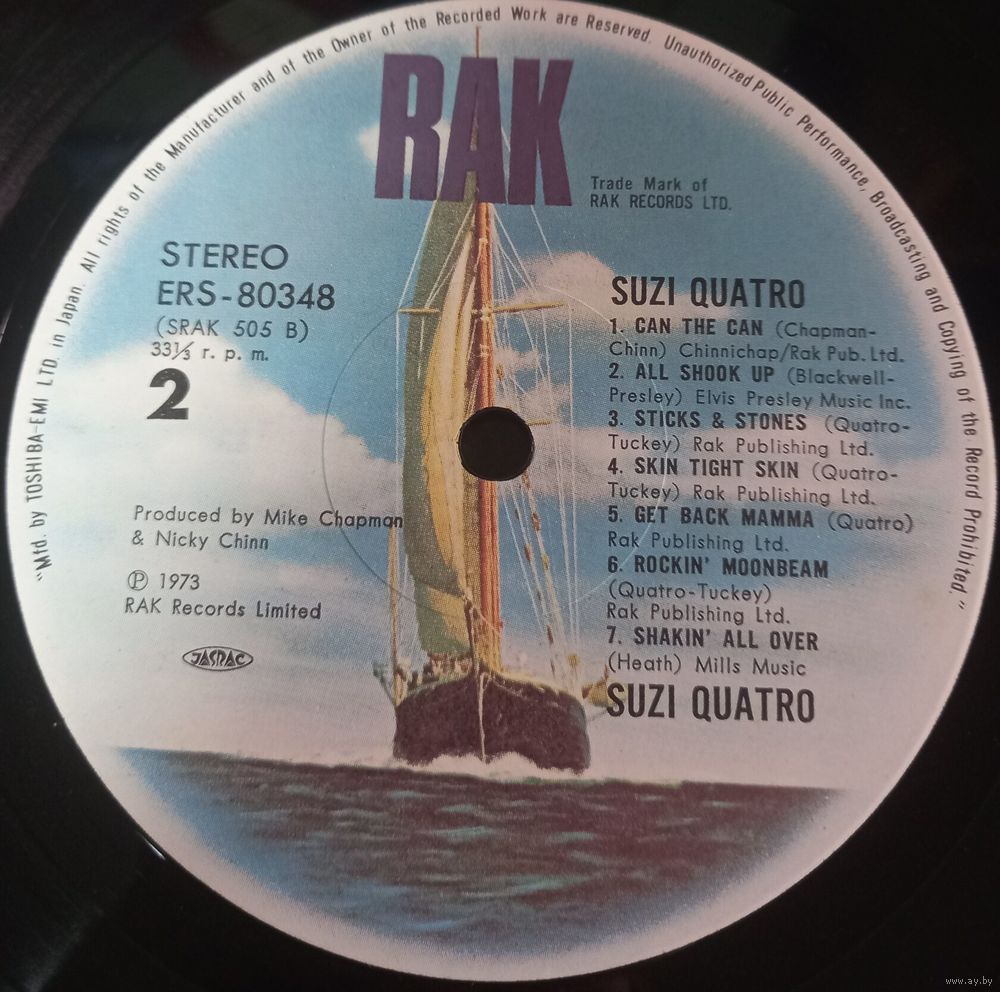 "Mfd. by TOSHIBA-EMI LTD. in Japan. All rights of the Manufacturer and of the Owner of the Recorded Work are Reserved. Unauthorized Public Performance, Broadcasting and Copying of the Record Prohibited."
RAK
Trade Mark of
RAK RECORDS LTD.
STEREO
ERS-80348
(SRAK 505 B)
33⅓ r. p. m.
2
Produced by Mike Chapman
& Nicky Chinn
Ⓟ 1973
RAK Records Limited
JASRAC
SUZI QUATRO
1. CAN THE CAN (Chapman-
Chinn) Chinnichap/Rak Pub. Ltd.
2. ALL SHOOK UP (Blackwell-
Presley) Elvis Presley Music Inc.
3. STICKS & STONES (Quatro-
Tuckey) Rak Publishing Ltd.
4. SKIN TIGHT SKIN (Quatro-
Tuckey) Rak Publishing Ltd.
5. GET BACK MAMMA (Quatro)
Rak Publishing Ltd.
6. ROCKIN' MOONBEAM
(Quatro-Tuckey)
Rak Publishing Ltd.
7. SHAKIN' ALL OVER
(Heath) Mills Music
SUZI QUATRO
www.ay.by